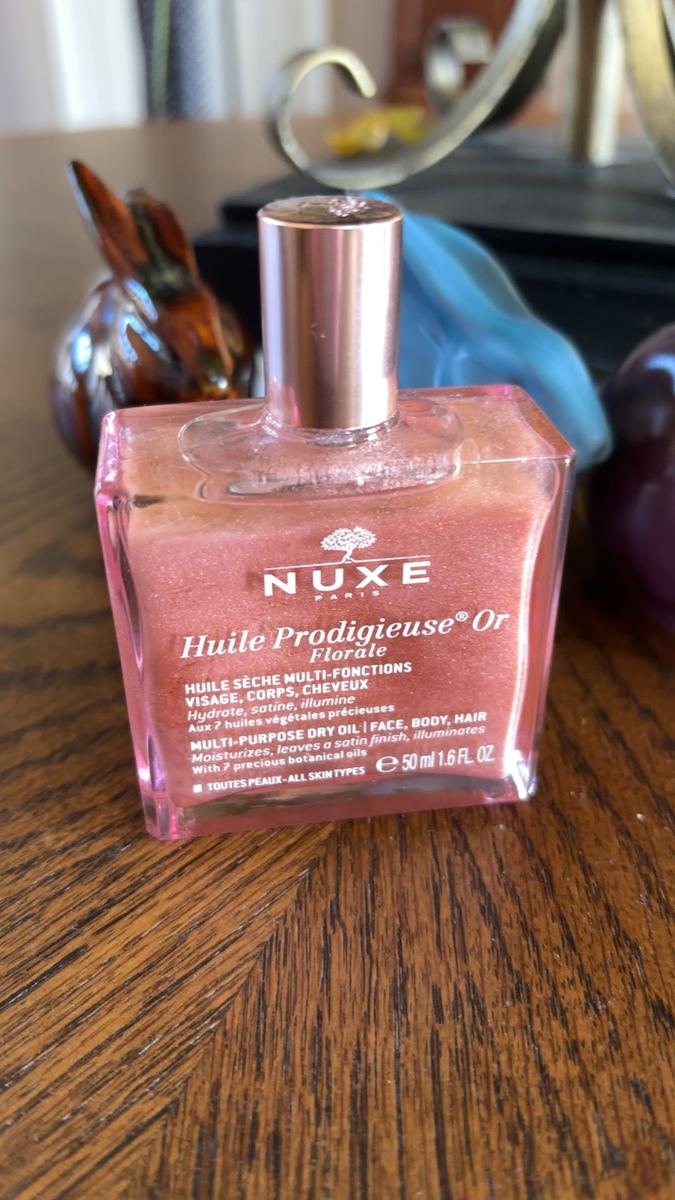 NUXE
PARIS
Huile Prodigieuse® Or
Florale
HUILE SÈCHE MULTI-FONCTIONS
VISAGE, CORPS, CHEVEUX
Hydrate, satine, illumine
Aux 7 huiles végétales précieuses
MULTI-PURPOSE DRY OIL | FACE, BODY, HAIR
Moisturizes, leaves a satin finish, illuminates
With 7 precious botanical oils
℮ 50 ml 1.6 FL. OZ.
TOUTES PEAUX - ALL SKIN TYPES